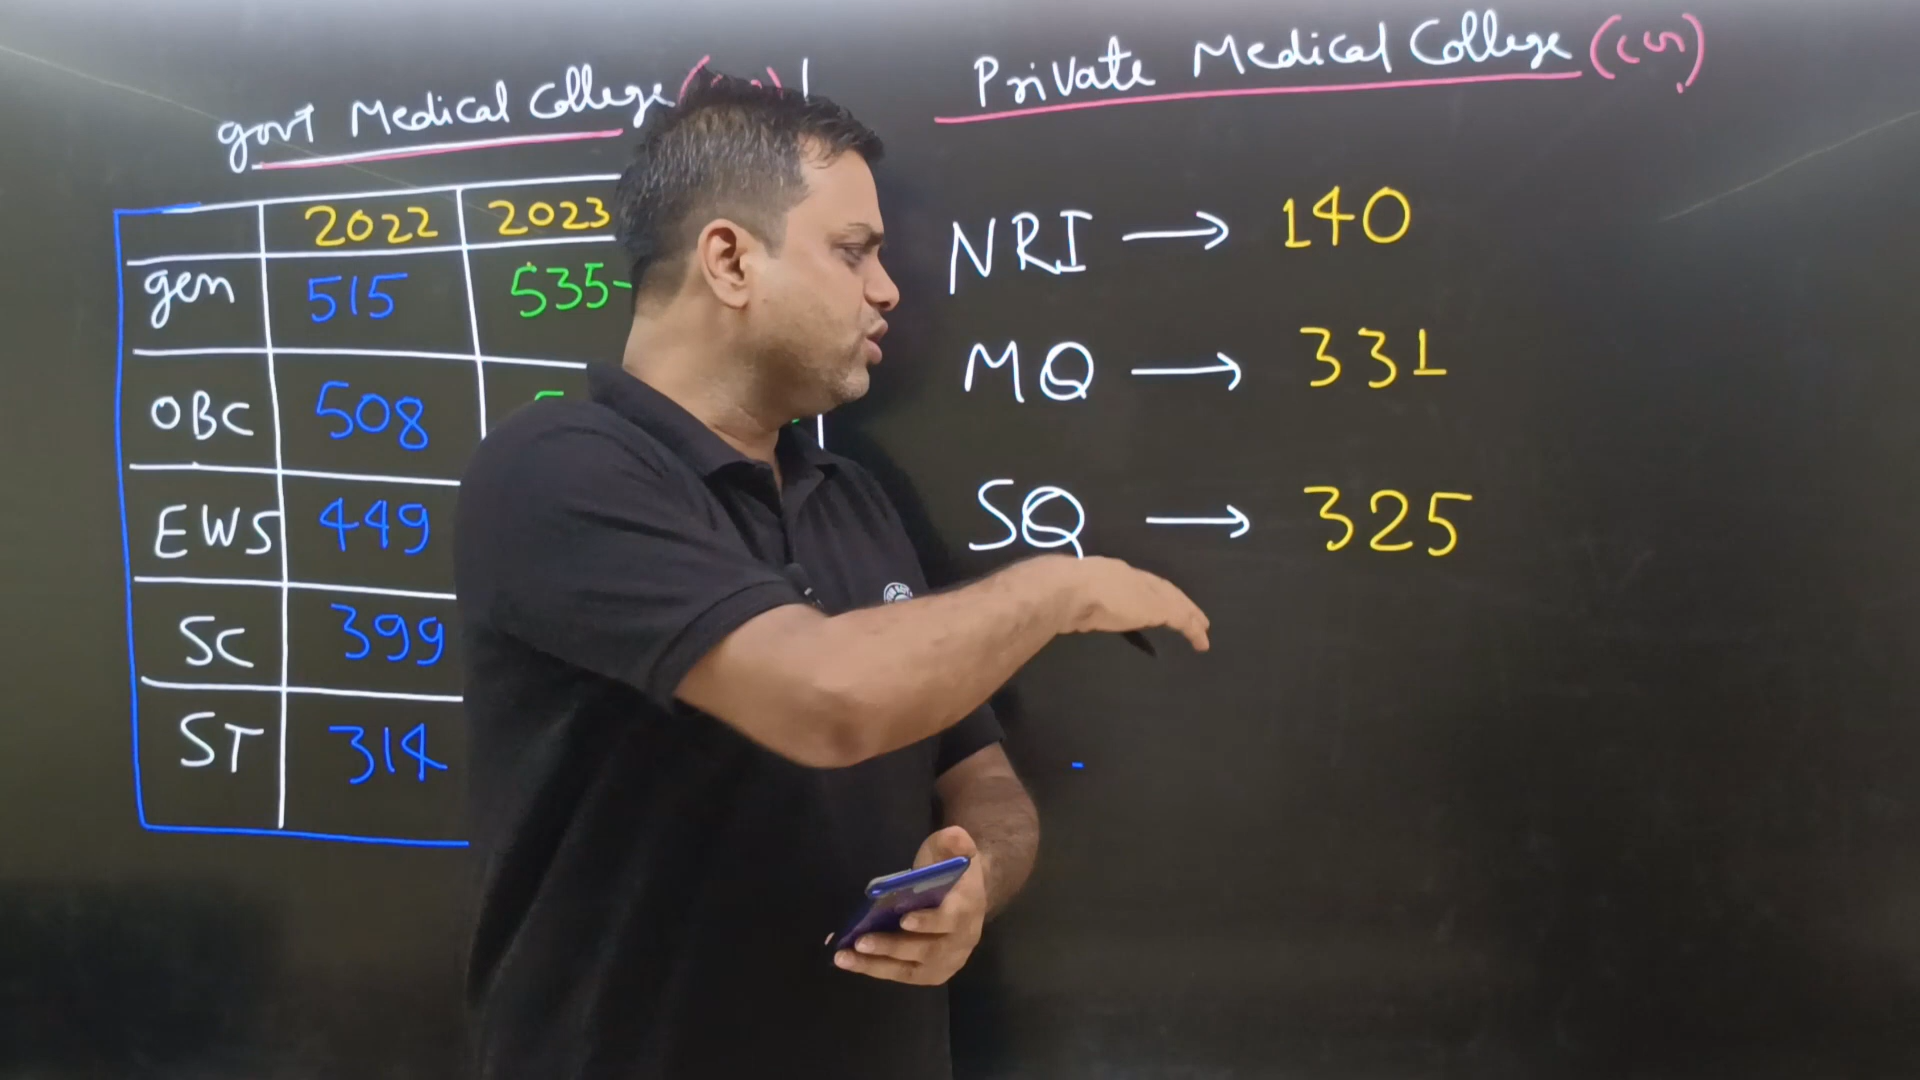 govt Medical College
2022 2023
gen 515 535-
OBC 508
EWS 449
SC 399
ST 314
Private Medical College
NRI → 140
MQ → 331
SQ → 325